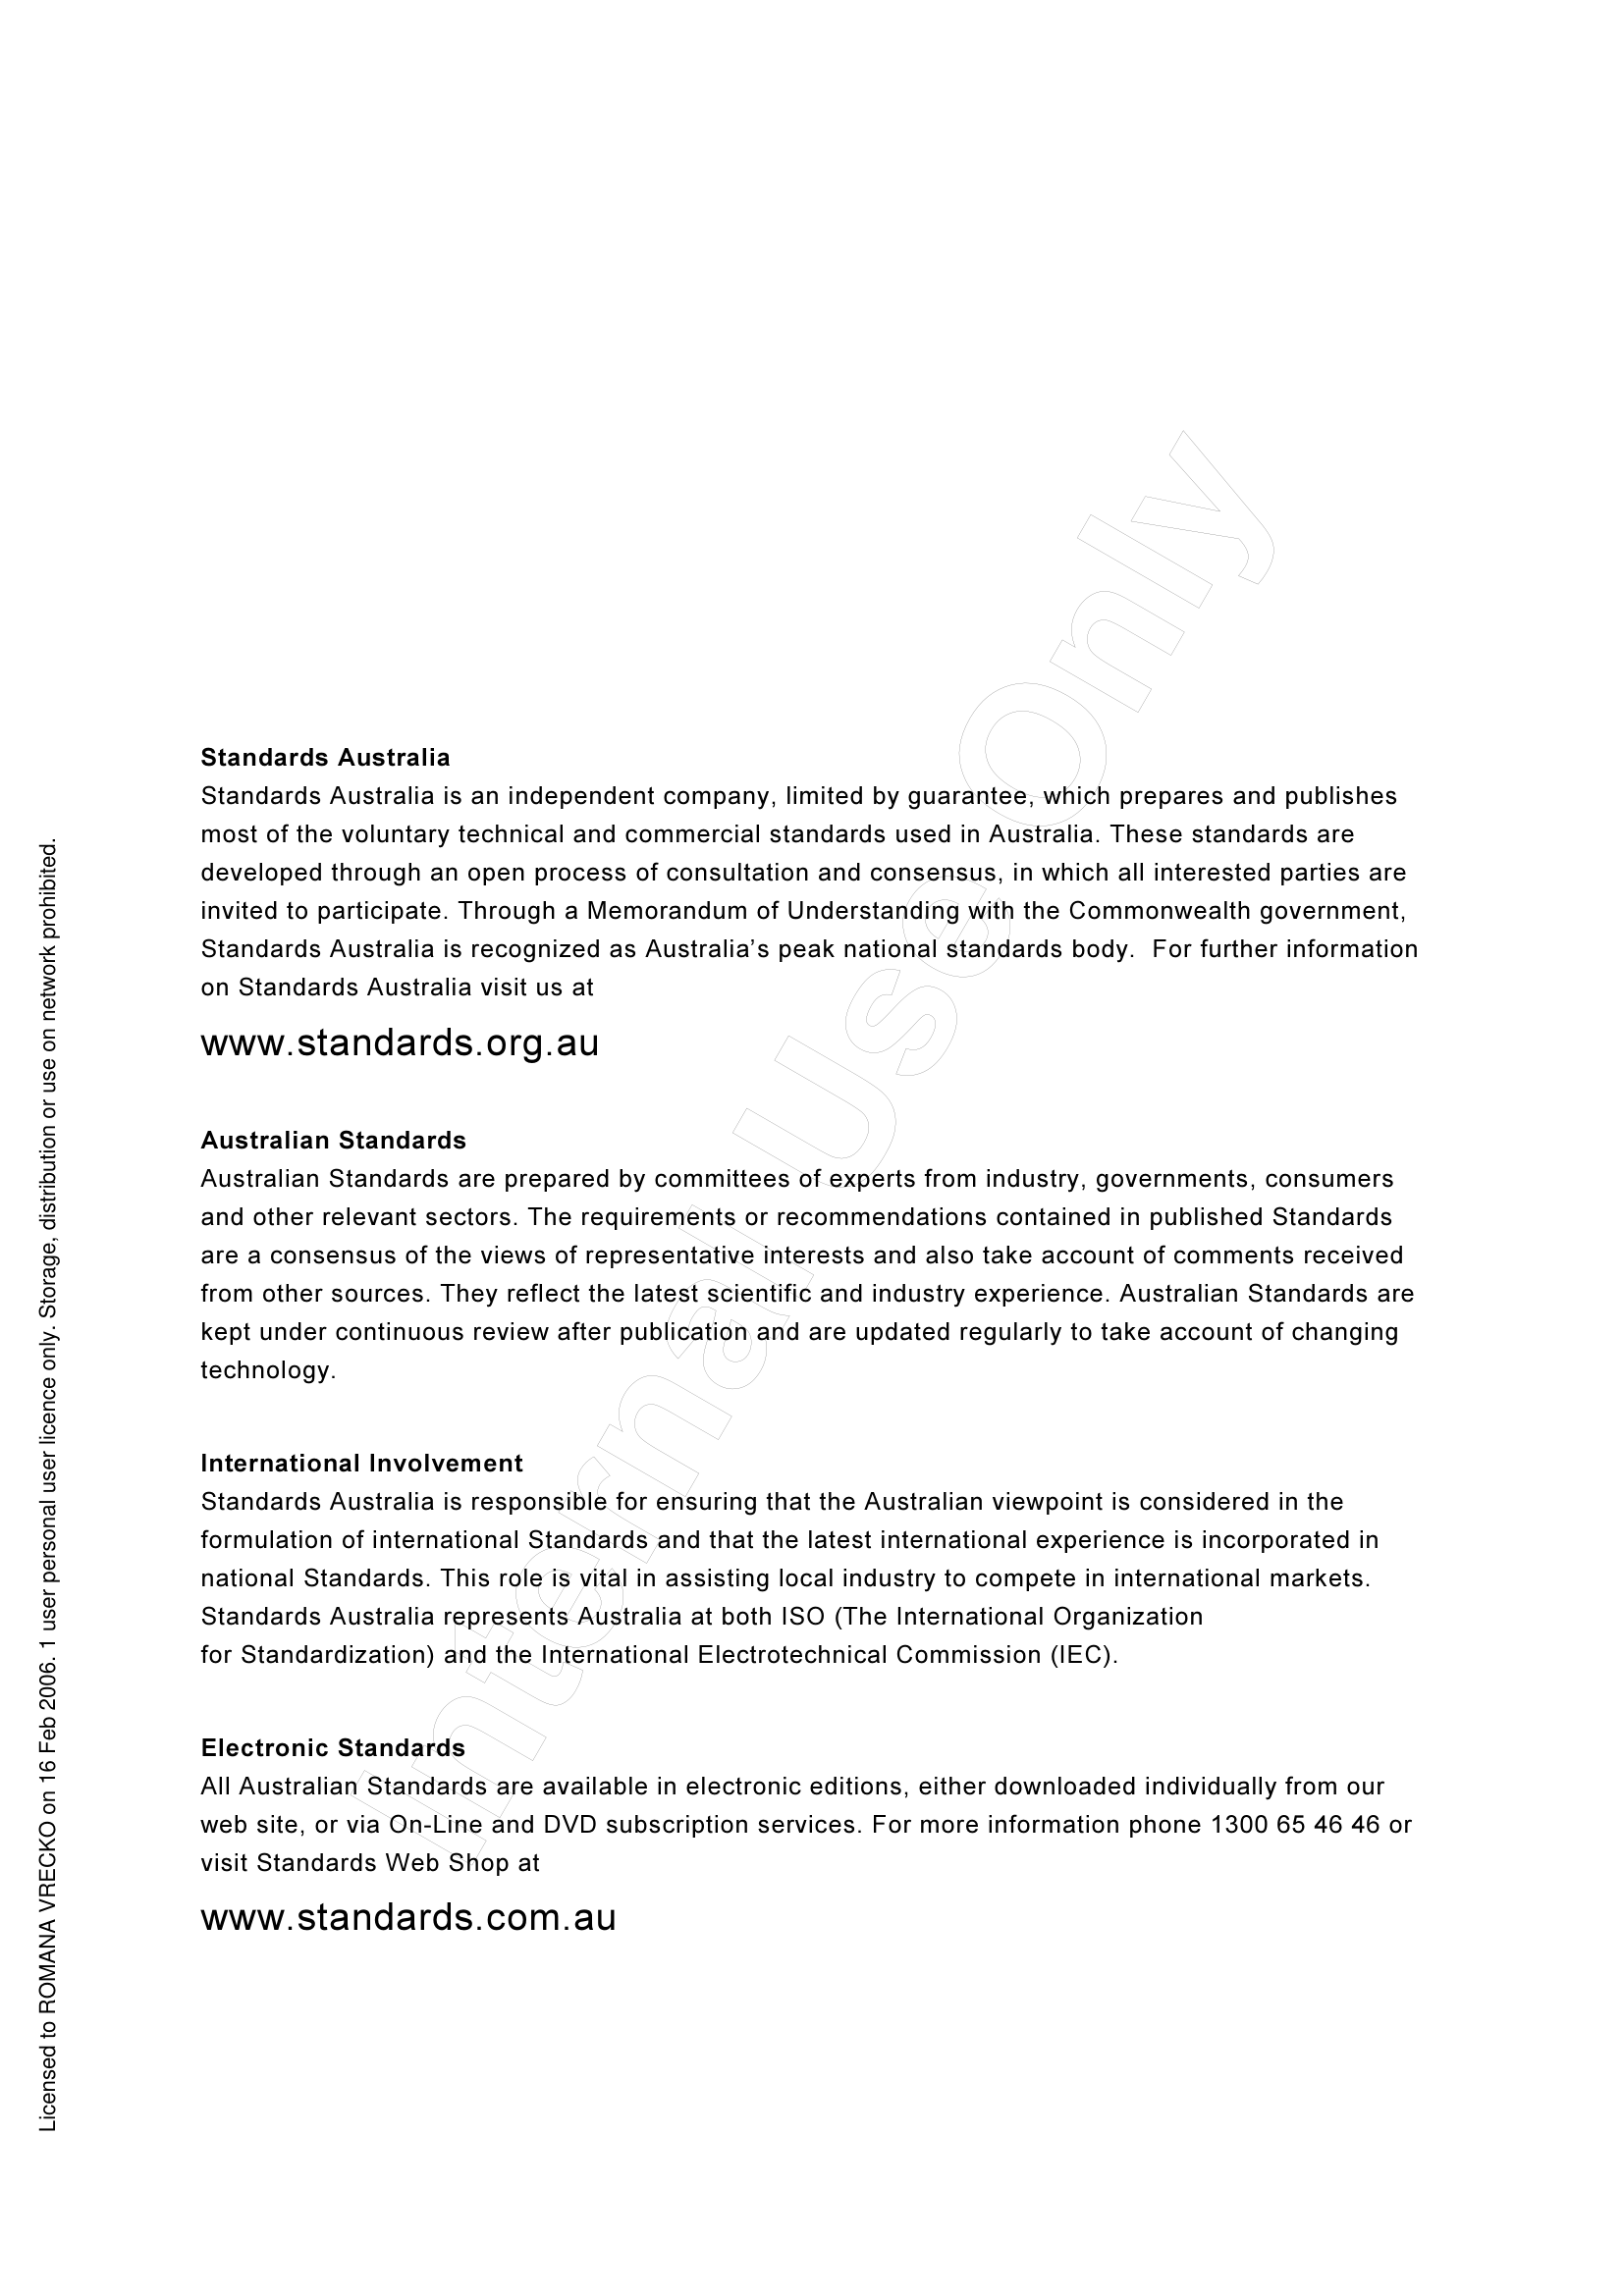 Standards Australia
Standards Australia is an independent company, limited by guarantee, which prepares and publishes
most of the voluntary technical and commercial standards used in Australia. These standards are
developed through an open process of consultation and consensus, in which all interested parties are
invited to participate. Through a Memorandum of Understanding with the Commonwealth government,
Standards Australia is recognized as Australia’s peak national standards body.  For further information
on Standards Australia visit us at
www.standards.org.au
Australian Standards
Australian Standards are prepared by committees of experts from industry, governments, consumers
and other relevant sectors. The requirements or recommendations contained in published Standards
are a consensus of the views of representative interests and also take account of comments received
from other sources. They reflect the latest scientific and industry experience. Australian Standards are
kept under continuous review after publication and are updated regularly to take account of changing
technology.
International Involvement
Standards Australia is responsible for ensuring that the Australian viewpoint is considered in the
formulation of international Standards and that the latest international experience is incorporated in
national Standards. This role is vital in assisting local industry to compete in international markets.
Standards Australia represents Australia at both ISO (The International Organization
for Standardization) and the International Electrotechnical Commission (IEC).
Electronic Standards
All Australian Standards are available in electronic editions, either downloaded individually from our
web site, or via On-Line and DVD subscription services. For more information phone 1300 65 46 46 or
visit Standards Web Shop at
www.standards.com.au
Licensed to ROMANA VRECKO on 16 Feb 2006. 1 user personal user licence only. Storage, distribution or use on network prohibited.
Internal Use Only